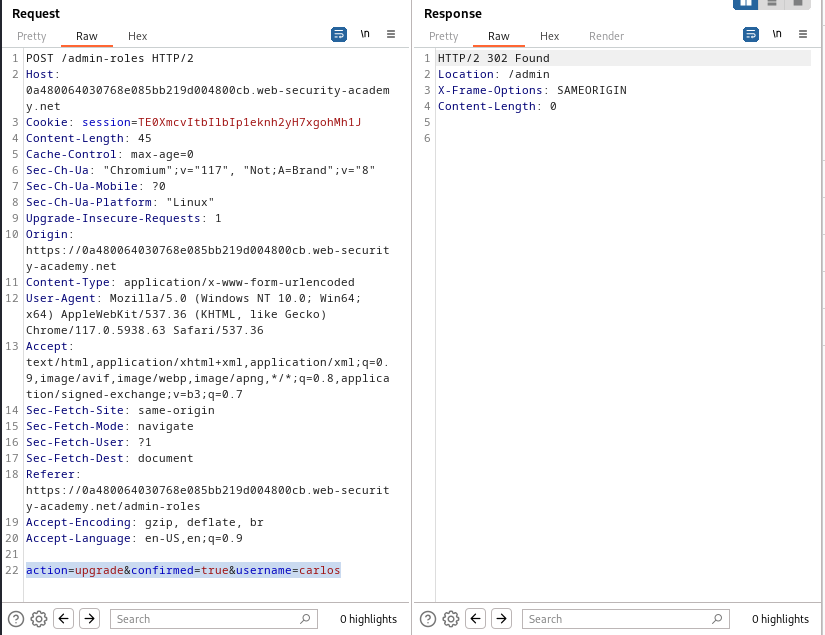 Request
Pretty Raw Hex
\n
1 POST /admin-roles HTTP/2
2 Host:
0a480064030768e085bb219d004800cb.web-security-academ
y.net
3 Cookie: session=TE0XmcvItbIlbIp1eknh2yH7xgohMh1J
4 Content-Length: 45
5 Cache-Control: max-age=0
6 Sec-Ch-Ua: "Chromium";v="117", "Not;A=Brand";v="8"
7 Sec-Ch-Ua-Mobile: ?0
8 Sec-Ch-Ua-Platform: "Linux"
9 Upgrade-Insecure-Requests: 1
10 Origin:
https://0a480064030768e085bb219d004800cb.web-securit
y-academy.net
11 Content-Type: application/x-www-form-urlencoded
12 User-Agent: Mozilla/5.0 (Windows NT 10.0; Win64;
x64) AppleWebKit/537.36 (KHTML, like Gecko)
Chrome/117.0.5938.63 Safari/537.36
13 Accept:
text/html,application/xhtml+xml,application/xml;q=0.
9,image/avif,image/webp,image/apng,*/*;q=0.8,applica
tion/signed-exchange;v=b3;q=0.7
14 Sec-Fetch-Site: same-origin
15 Sec-Fetch-Mode: navigate
16 Sec-Fetch-User: ?1
17 Sec-Fetch-Dest: document
18 Referer:
https://0a480064030768e085bb219d004800cb.web-securit
y-academy.net/admin-roles
19 Accept-Encoding: gzip, deflate, br
20 Accept-Language: en-US,en;q=0.9
21
22 action=upgrade&confirmed=true&username=carlos
Search
0 highlights
Response
Pretty Raw Hex Render
\n
1 HTTP/2 302 Found
2 Location: /admin
3 X-Frame-Options: SAMEORIGIN
4 Content-Length: 0
5
6
Search
0 highlights